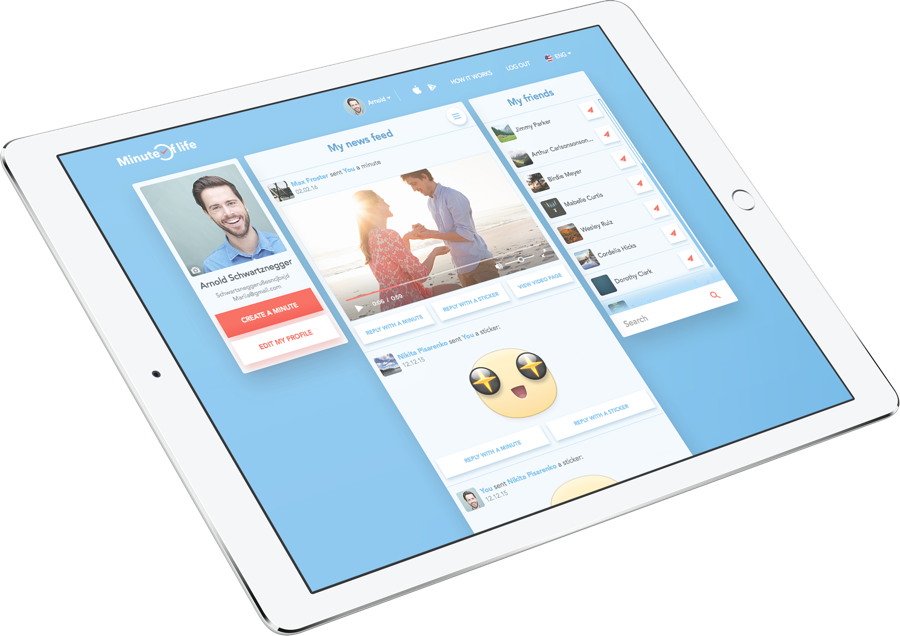 Minute Of life
Arnold
HOW IT WORKS
LOG OUT
ENG
Arnold Schwartznegger
Mariia@gmail.com
CREATE A MINUTE
EDIT MY PROFILE
My news feed
Max Froster sent You a minute
02.02.16
0:06 / 0:59
REPLY WITH A MINUTE
REPLY WITH A STICKER
VIEW VIDEO PAGE
Nikita Pisarenko sent You a sticker:
12.12.15
REPLY WITH A MINUTE
REPLY WITH A STICKER
You sent Nikita Pisarenko a sticker:
12.12.15
My friends
Jimmy Parker
Arthur Carlsonsonson...
Birdie Meyer
Mabelle Curtis
Wesley Ruiz
Cordelia Hicks
Dorothy Clark
Search